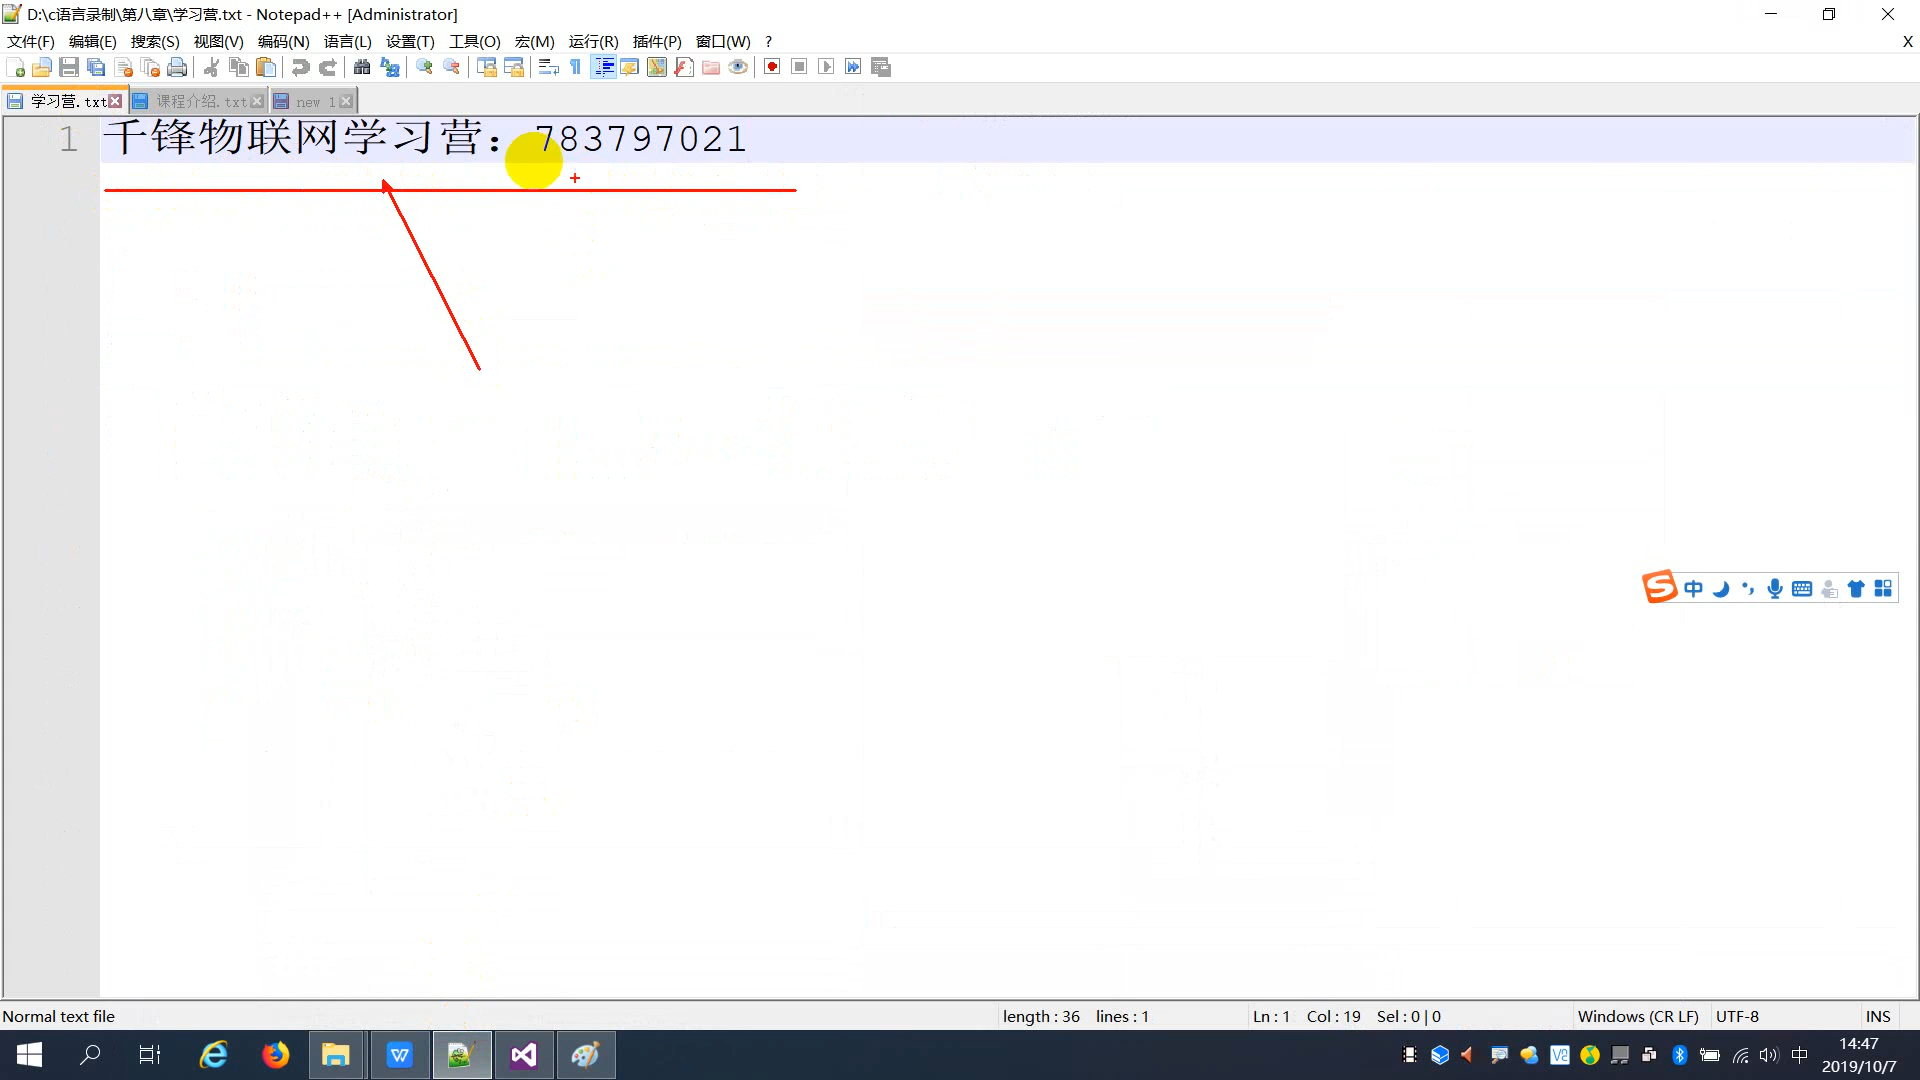 D:\c语言录制\第八章\学习营.txt - Notepad++ [Administrator]
文件(F) 编辑(E) 搜索(S) 视图(V) 编码(N) 语言(L) 设置(T) 工具(O) 宏(M) 运行(R) 插件(P) 窗口(W) ? X
学习营.txt 课程介绍.txt new 1
1 千锋物联网学习营：783797021
中
Normal text file length : 36 lines : 1 Ln : 1 Col : 19 Sel : 0 | 0 Windows (CR LF) UTF-8 INS
中 14:47
2019/10/7